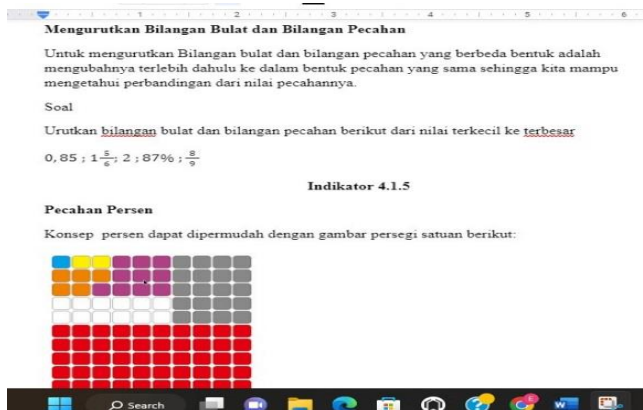 Mengurutkan Bilangan Bulat dan Bilangan Pecahan
Untuk mengurutkan Bilangan bulat dan bilangan pecahan yang berbeda bentuk adalah
mengubahnya terlebih dahulu ke dalam bentuk pecahan yang sama sehingga kita mampu
mengetahui perbandingan dari nilai pecahannya.
Soal
Urutkan bilangan bulat dan bilangan pecahan berikut dari nilai terkecil ke terbesar
0,85 ; 1 5/6; 2 ; 87% ; 8/9
Indikator 4.1.5
Pecahan Persen
Konsep persen dapat dipermudah dengan gambar persegi satuan berikut:
Search